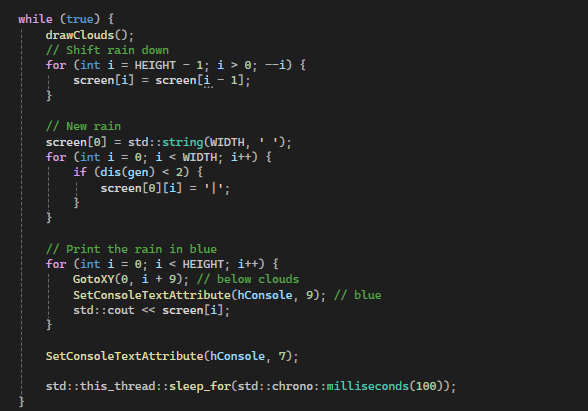 while (true) {
    drawClouds();
    // Shift rain down
    for (int i = HEIGHT - 1; i > 0; --i) {
        screen[i] = screen[i - 1];
    }

    // New rain
    screen[0] = std::string(WIDTH, ' ');
    for (int i = 0; i < WIDTH; i++) {
        if (dis(gen) < 2) {
            screen[0][i] = '|';
        }
    }

    // Print the rain in blue
    for (int i = 0; i < HEIGHT; i++) {
        GotoXY(0, i + 9); // below clouds
        SetConsoleTextAttribute(hConsole, 9); // blue
        std::cout << screen[i];
    }

    SetConsoleTextAttribute(hConsole, 7);

    std::this_thread::sleep_for(std::chrono::milliseconds(100));
}